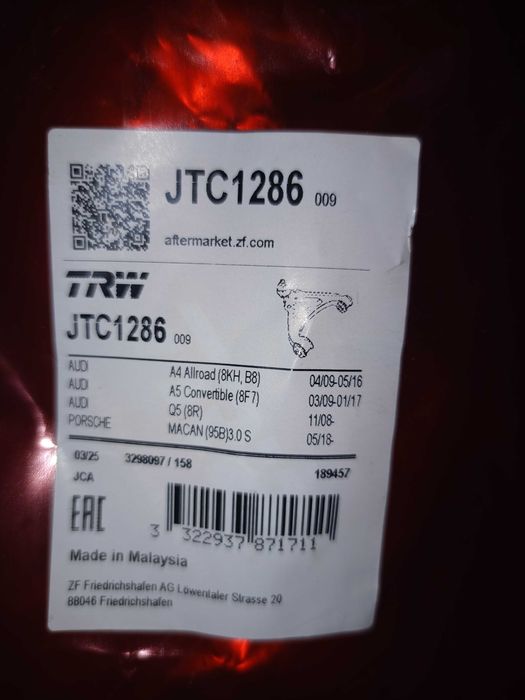 JTC1286 009
aftermarket.zf.com
TRW
JTC1286 009
AUDI A4 Allroad (8KH, B8) 04/09-05/16
AUDI A5 Convertible (8F7) 03/09-01/17
AUDI Q5 (8R) 11/08-
PORSCHE MACAN (95B)3.0 S 05/18-
03/25 3298097 / 158 189457
JCA
EAC
3 322937 871711
Made in Malaysia
ZF Friedrichshafen AG Löwentaler Strasse 20
88046 Friedrichshafen